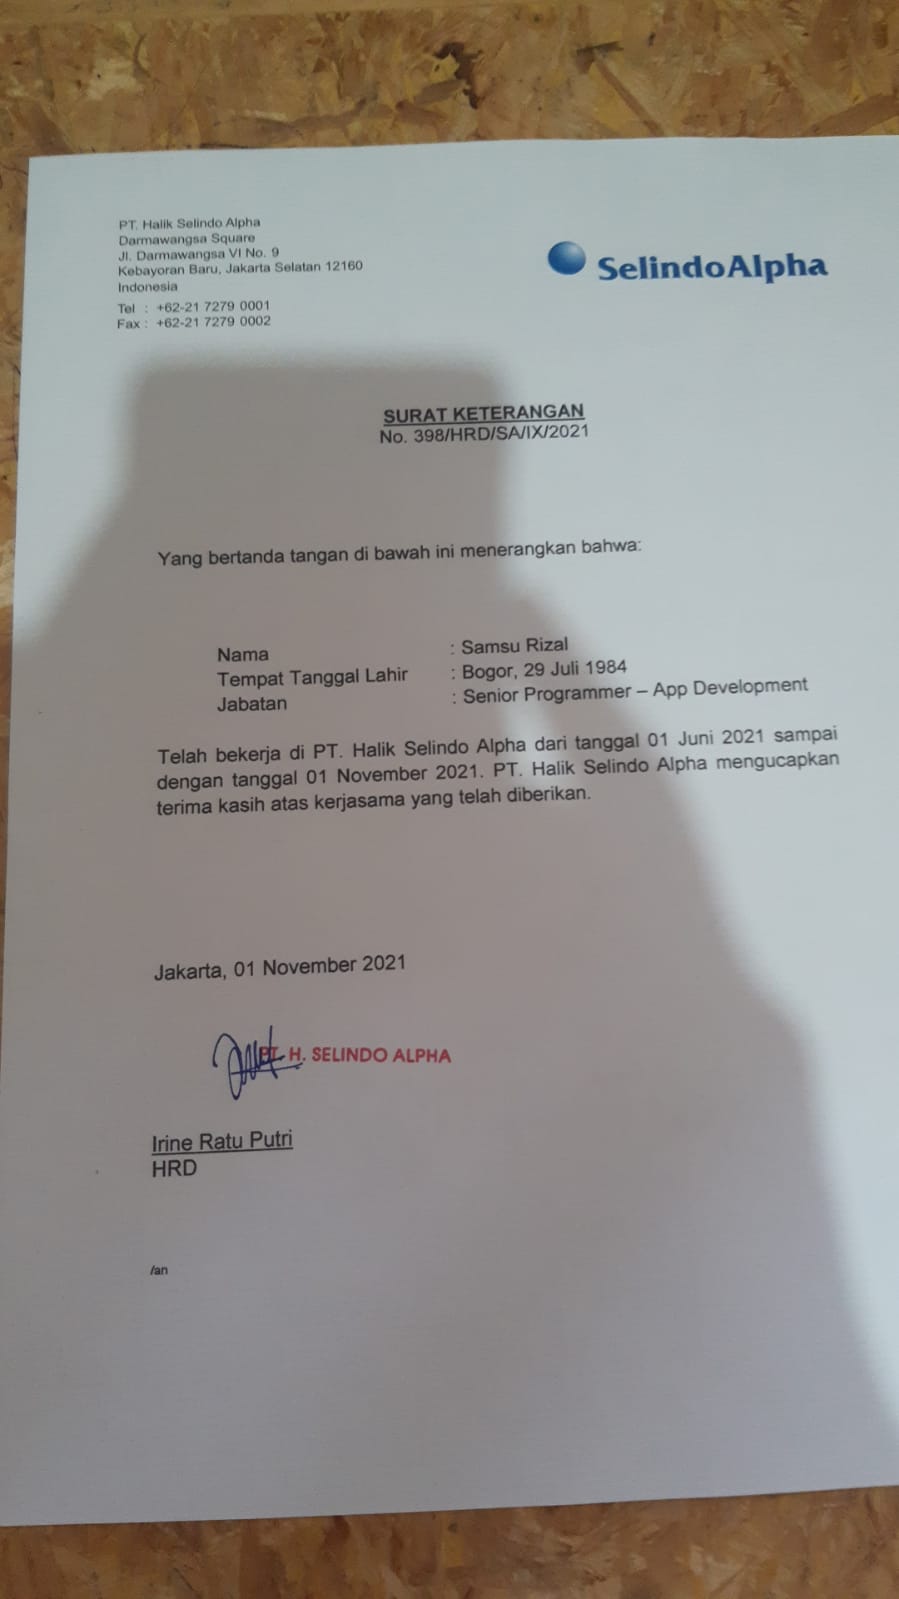 PT. Halik Selindo Alpha
Darmawangsa Square
Jl. Darmawangsa VI No. 9
Kebayoran Baru, Jakarta Selatan 12160
Indonesia
Tel : +62-21 7279 0001
Fax : +62-21 7279 0002
SelindoAlpha
SURAT KETERANGAN
No. 398/HRD/SA/IX/2021
Yang bertanda tangan di bawah ini menerangkan bahwa:
Nama : Samsu Rizal
Tempat Tanggal Lahir : Bogor, 29 Juli 1984
Jabatan : Senior Programmer – App Development
Telah bekerja di PT. Halik Selindo Alpha dari tanggal 01 Juni 2021 sampai
dengan tanggal 01 November 2021. PT. Halik Selindo Alpha mengucapkan
terima kasih atas kerjasama yang telah diberikan.
Jakarta, 01 November 2021
PT. H. SELINDO ALPHA
Irine Ratu Putri
HRD
/an